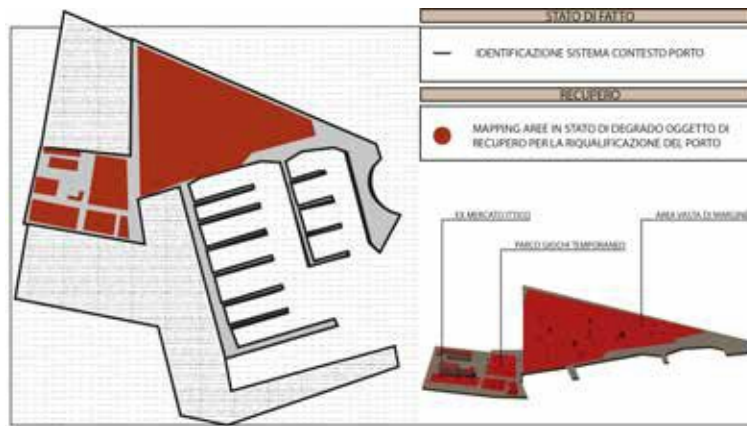 STATO DI FATTO
IDENTIFICAZIONE SISTEMA CONTESTO PORTO
RECUPERO
MAPPING AREE IN STATO DI DEGRADO OGGETTO DI
RECUPERO PER LA RIQUALIFICAZIONE DEL PORTO
EX MERCATO ITTICO
AREA VASTA DI MARGINE
PARCO GIOCHI TEMPORANEO